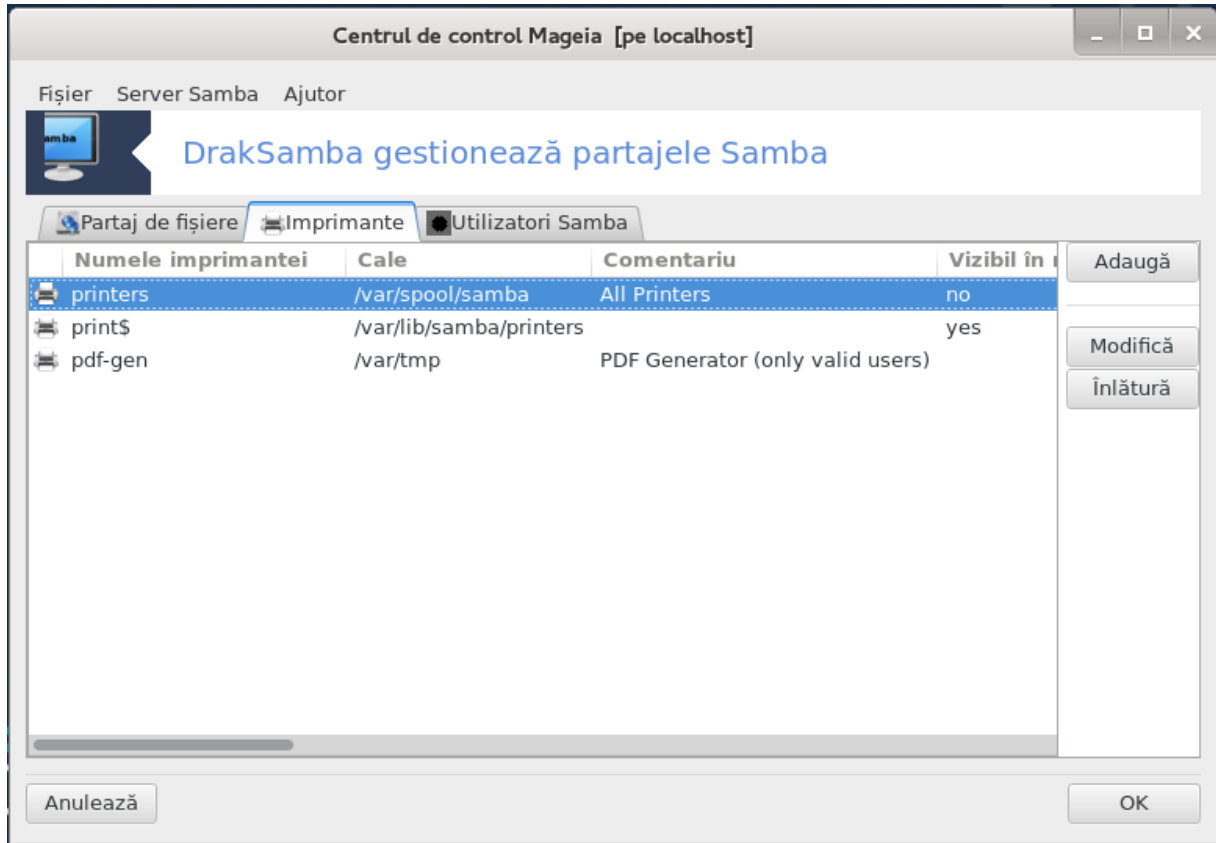 Centrul de control Mageia [pe localhost]
Fișier Server Samba Ajutor
amba
DrakSamba gestionează partajele Samba
Partaj de fișiere Imprimante Utilizatori Samba
Numele imprimantei Cale Comentariu Vizibil în
Adaugă
printers /var/spool/samba All Printers no
print$ /var/lib/samba/printers yes
Modifică
pdf-gen /var/tmp PDF Generator (only valid users)
Înlătură
Anulează OK